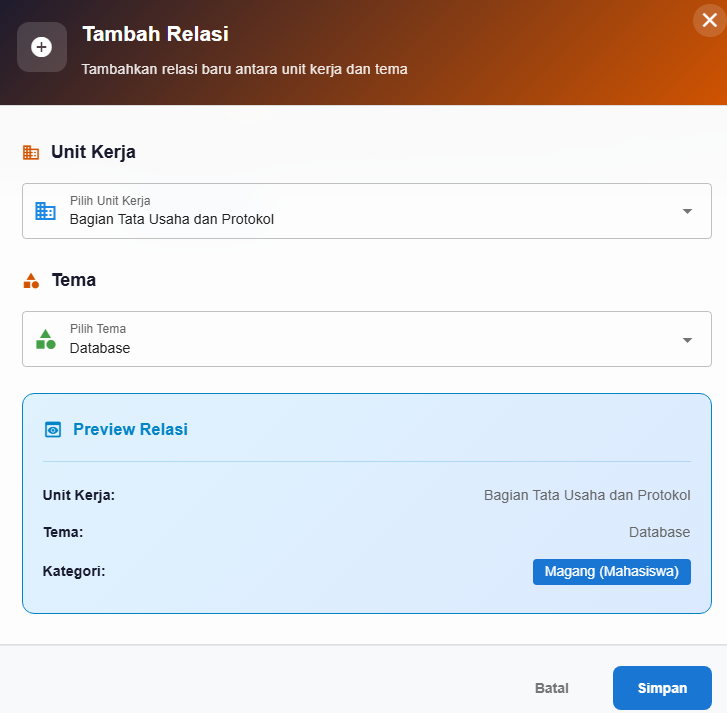 Tambah Relasi
Tambahkan relasi baru antara unit kerja dan tema
Unit Kerja
Pilih Unit Kerja
Bagian Tata Usaha dan Protokol
Tema
Pilih Tema
Database
Preview Relasi
Unit Kerja: Bagian Tata Usaha dan Protokol
Tema: Database
Kategori: Magang (Mahasiswa)
Batal Simpan